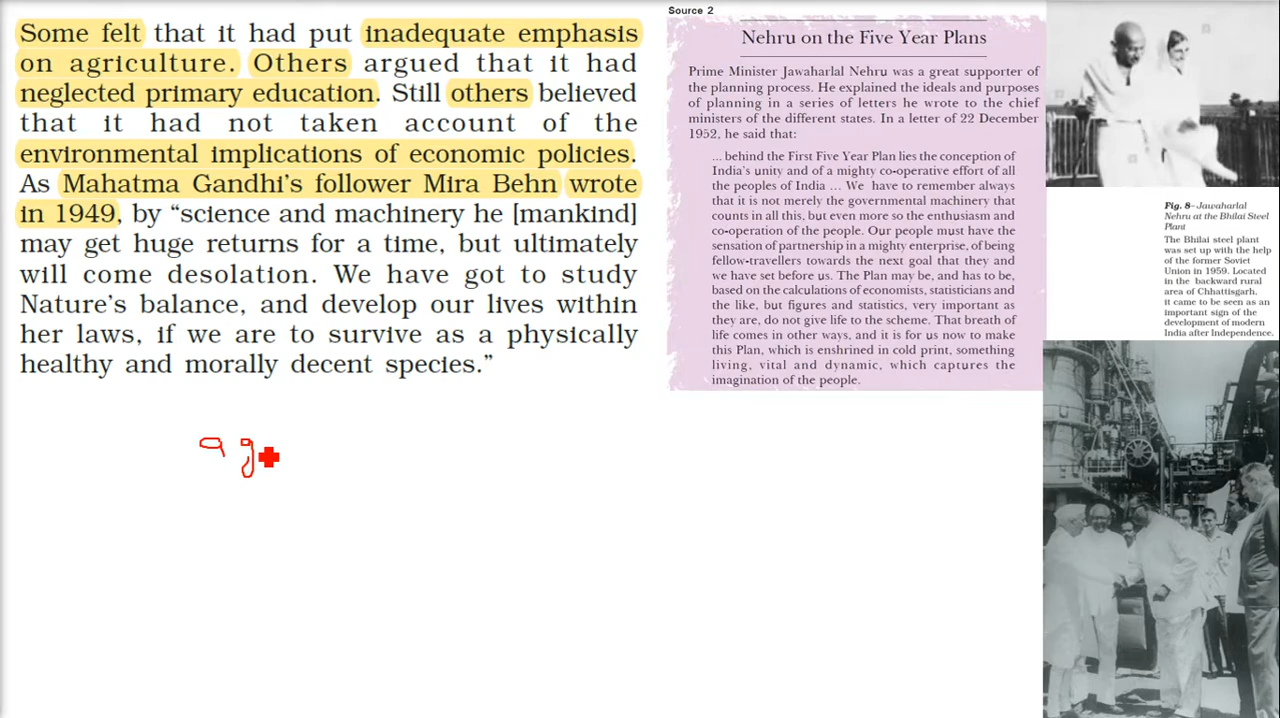 Some felt that it had put inadequate emphasis
on agriculture. Others argued that it had
neglected primary education. Still others believed
that it had not taken account of the
environmental implications of economic policies.
As Mahatma Gandhi's follower Mira Behn wrote
in 1949, by “science and machinery he [mankind]
may get huge returns for a time, but ultimately
will come desolation. We have got to study
Nature's balance, and develop our lives within
her laws, if we are to survive as a physically
healthy and morally decent species.”
Source 2
Nehru on the Five Year Plans
Prime Minister Jawaharlal Nehru was a great supporter of
the planning process. He explained the ideals and purposes
of planning in a series of letters he wrote to the chief
ministers of the different states. In a letter of 22 December
1952, he said that:
... behind the First Five Year Plan lies the conception of
India's unity and of a mighty co-operative effort of all
the peoples of India ... We have to remember always
that it is not merely the governmental machinery that
counts in all this, but even more so the enthusiasm and
co-operation of the people. Our people must have the
sensation of partnership in a mighty enterprise, of being
fellow-travellers towards the next goal that they and
we have set before us. The Plan may be, and has to be,
based on the calculations of economists, statisticians and
the like, but figures and statistics, very important as
they are, do not give life to the scheme. That breath of
life comes in other ways, and it is for us now to make
this Plan, which is enshrined in cold print, something
living, vital and dynamic, which captures the
imagination of the people.
Fig. 8–Jawaharlal
Nehru at the Bhilai Steel
Plant
The Bhilai steel plant
was set up with the help
of the former Soviet
Union in 1959. Located
in the backward rural
area of Chhattisgarh,
it came to be seen as an
important sign of the
development of modern
India after Independence.